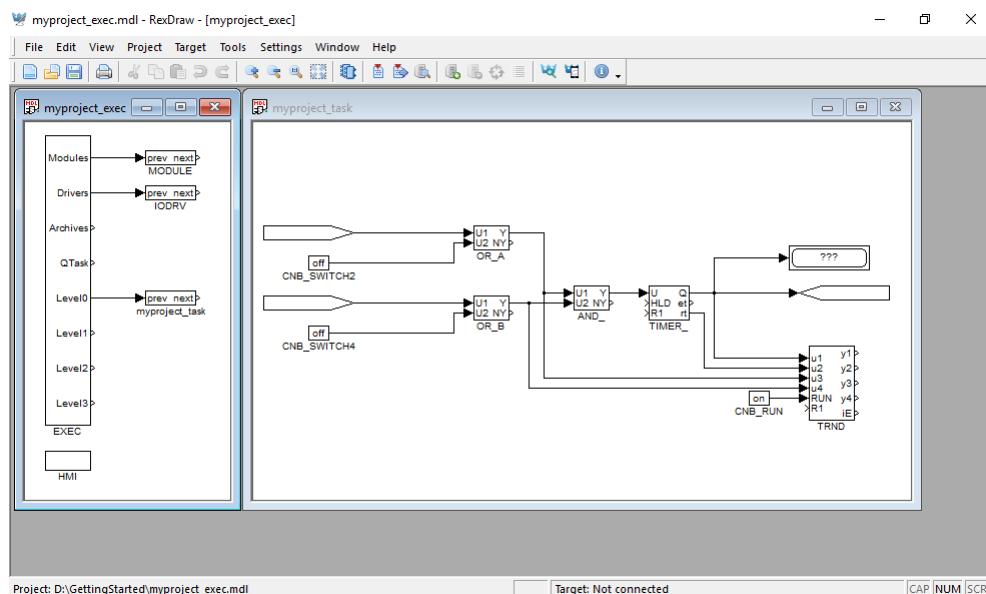 myproject_exec.mdl - RexDraw - [myproject_exec]
File Edit View Project Target Tools Settings Window Help
myproject_exec
Modules
prev next
MODULE
Drivers
prev next
IODRV
Archives
QTask
Level0
prev next
myproject_task
Level1
Level2
Level3
EXEC
HMI
myproject_task
U1 Y
U2 NY
OR_A
off
CNB_SWITCH2
U1 Y
U2 NY
OR_B
off
CNB_SWITCH4
U1 Y
U2 NY
AND_
U Q
HLD et
R1 rt
TIMER_
???
u1 y1
u2 y2
u3 y3
u4 y4
RUN
R1 iE
TRND
on
CNB_RUN
Project: D:\GettingStarted\myproject_exec.mdl
Target: Not connected
CAP NUM SCR